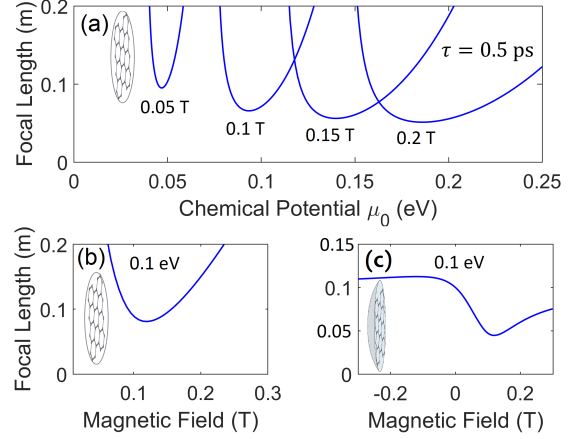 (a)
τ = 0.5 ps
0.2
0.1
0
Focal Length (m)
0.05 T
0.1 T
0.15 T
0.2 T
0 0.05 0.1 0.15 0.2 0.25
Chemical Potential μ0 (eV)
(b)
0.1 eV
0.2
0.1
0
Focal Length (m)
0.1 0.2 0.3
Magnetic Field (T)
(c)
0.1 eV
0.15
0.1
0.05
0
-0.2 0 0.2
Magnetic Field (T)